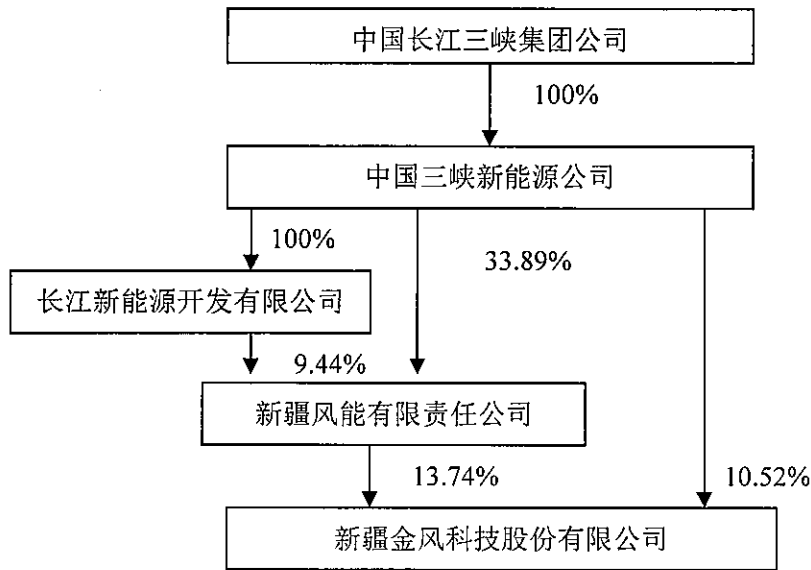 中国长江三峡集团公司
100%
中国三峡新能源公司
100%
33.89%
长江新能源开发有限公司
9.44%
新疆风能有限责任公司
13.74%
10.52%
新疆金风科技股份有限公司